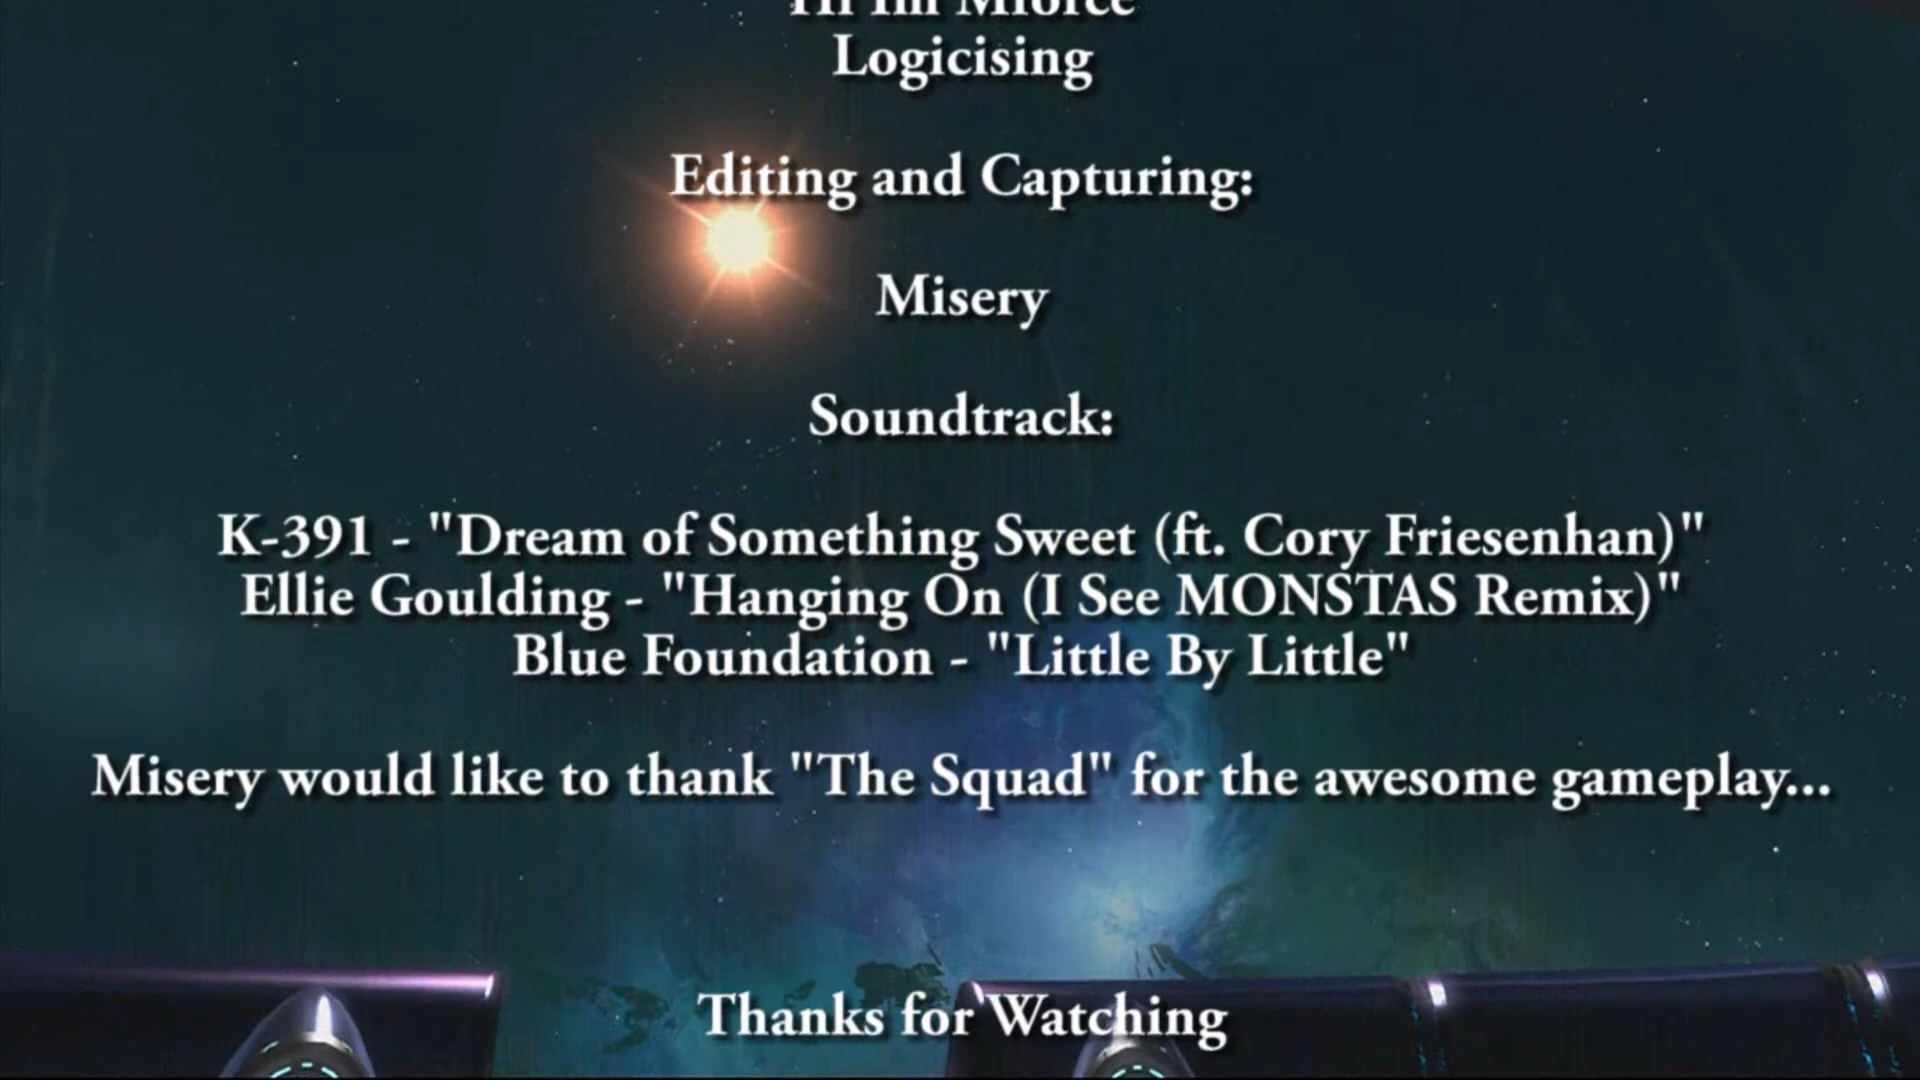 Logicising
Editing and Capturing:
Misery
Soundtrack:
K-391 - "Dream of Something Sweet (ft. Cory Friesenhan)"
Ellie Goulding - "Hanging On (I See MONSTAS Remix)"
Blue Foundation - "Little By Little"
Misery would like to thank "The Squad" for the awesome gameplay...
Thanks for Watching